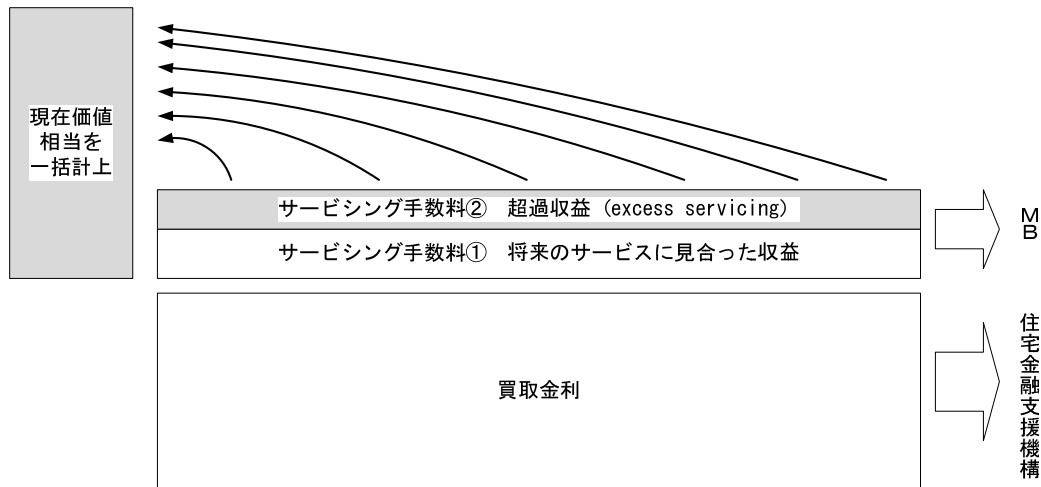 現在価値
相当を
一括計上
サービシング手数料② 超過収益 (excess servicing)
サービシング手数料① 将来のサービスに見合った収益
MB
買取金利
住宅金融支援機構